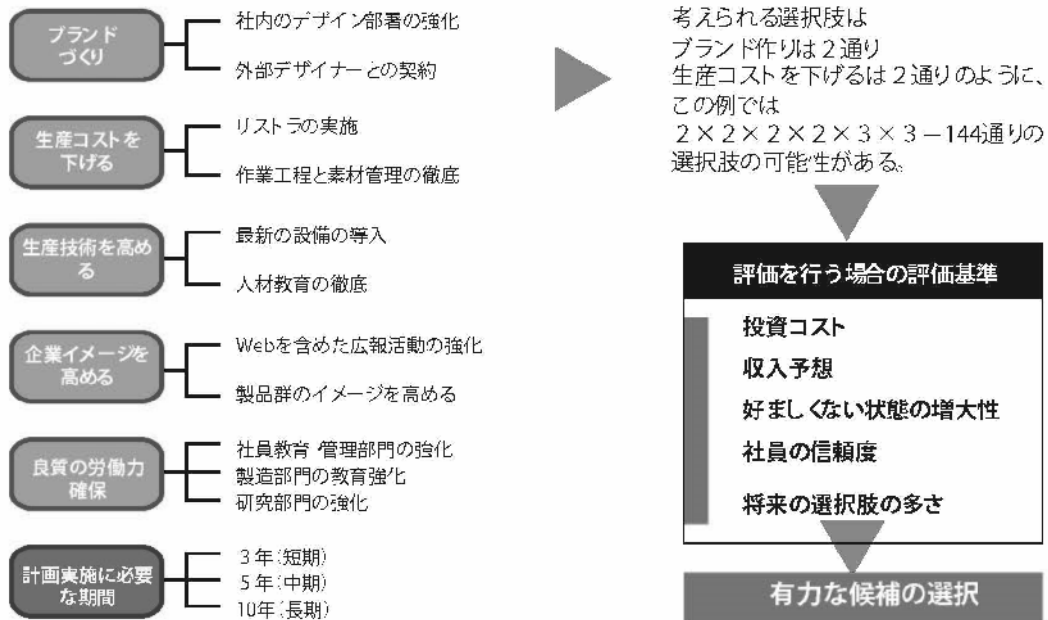 ブランド
づくり
社内のデザイン部署の強化
外部デザイナーとの契約
生産コストを
下げる
リストラの実施
作業工程と素材管理の徹底
生産技術を高め
る
最新の設備の導入
人材教育の徹底
企業イメージを
高める
Webを含めた広報活動の強化
製品群のイメージを高める
良質の労働力
確保
社員教育・管理部門の強化
製造部門の教育強化
研究部門の強化
計画実施に必要
な期間
3年(短期)
5年(中期)
10年(長期)
考えられる選択肢は
ブランド作りは2通り
生産コストを下げるは2通りのように、
この例では
2×2×2×2×3×3－144通りの
選択肢の可能性がある。
評価を行う場合の評価基準
投資コスト
収入予想
好ましくない状態の増大性
社員の信頼度
将来の選択肢の多さ
有力な候補の選択